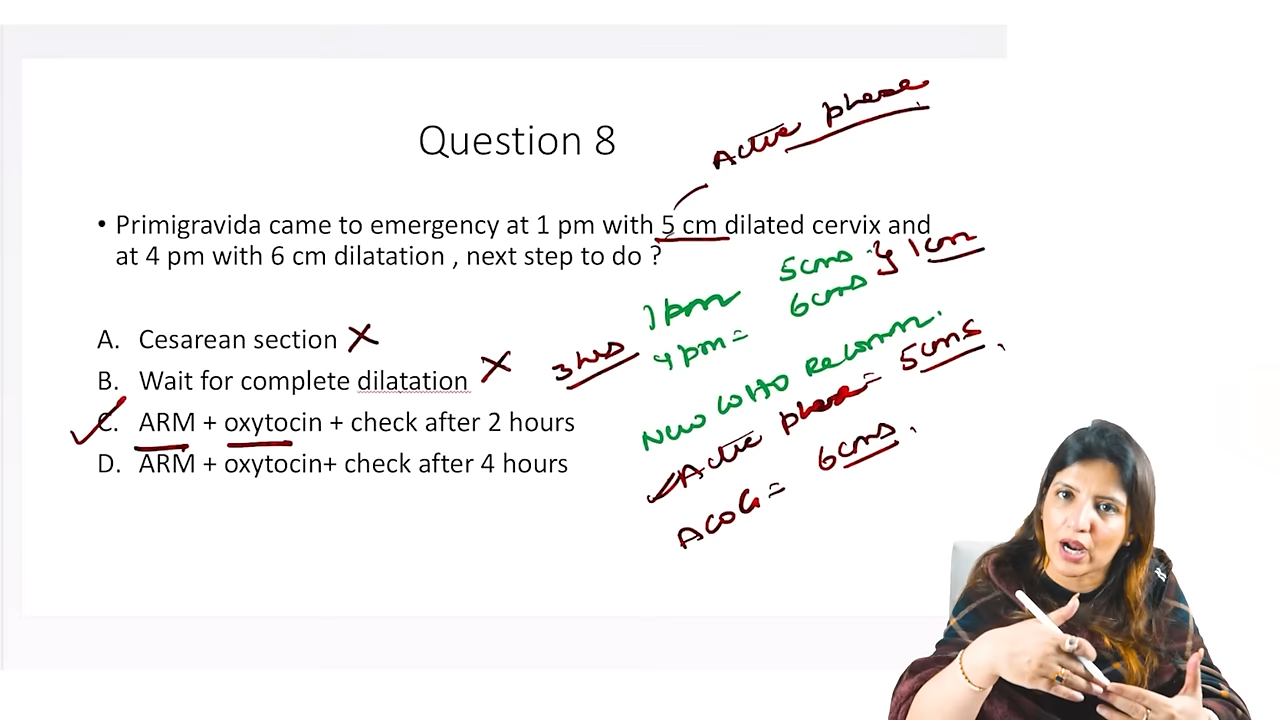 Active phase
Question 8
• Primigravida came to emergency at 1 pm with 5 cm dilated cervix and
at 4 pm with 6 cm dilatation , next step to do ?
1pm 5cms
4pm= 6cms } 1cm
3hrs
A. Cesarean section X
B. Wait for complete dilatation X
C. ARM + oxytocin + check after 2 hours
D. ARM + oxytocin+ check after 4 hours
New WHO Recomm.
Active phase= 5cms
ACOG= 6cms.